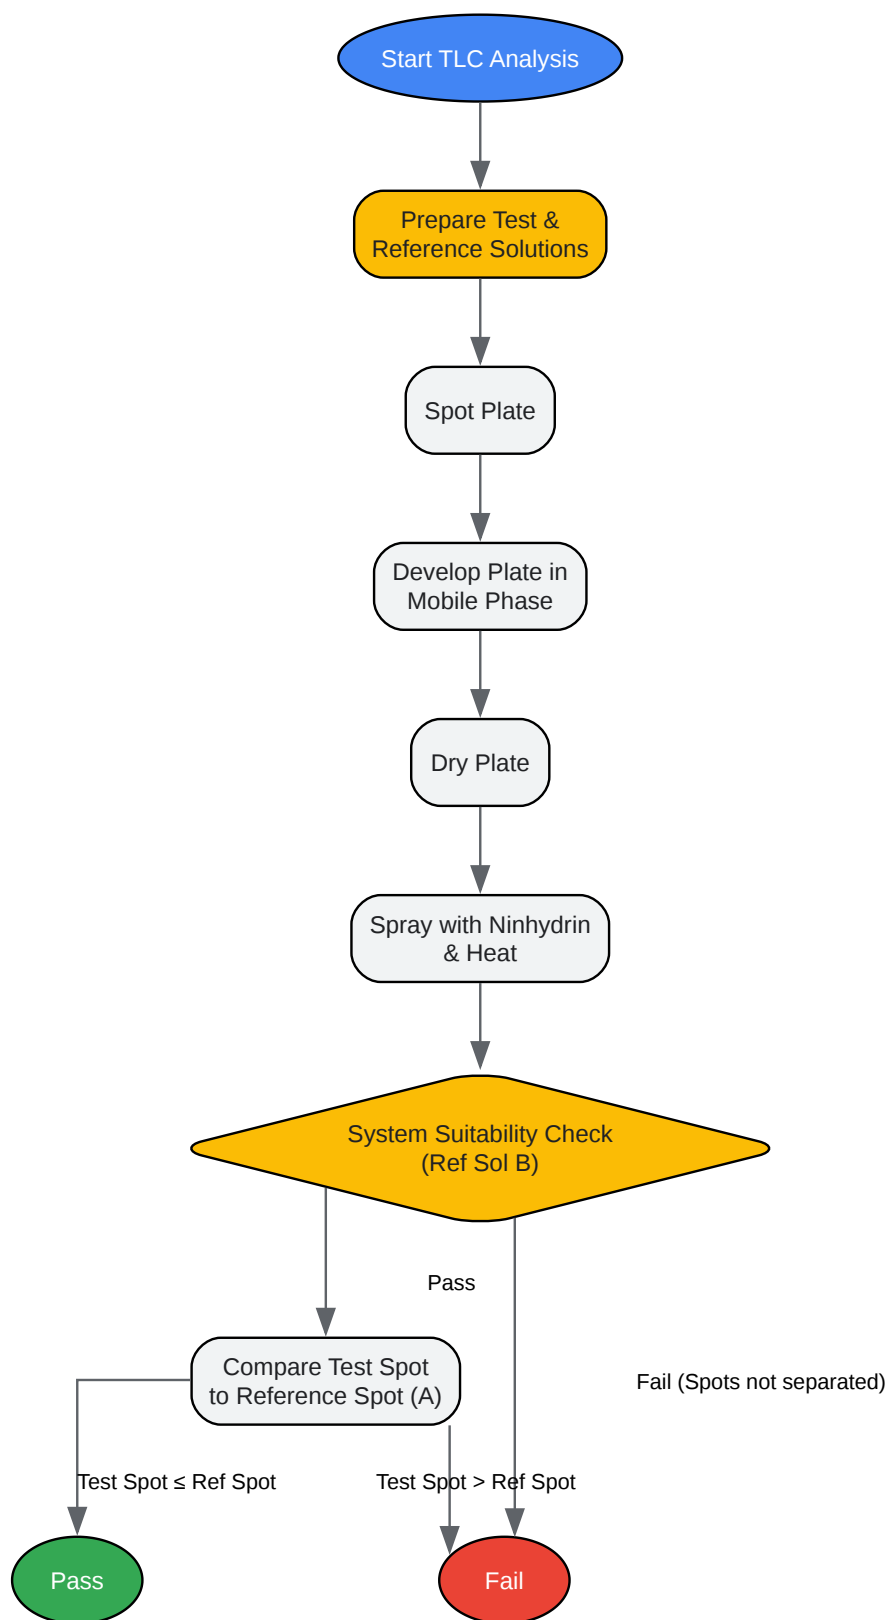 Start TLC Analysis
Prepare Test &
Reference Solutions
Spot Plate
Develop Plate in
Mobile Phase
Dry Plate
Spray with Ninhydrin
& Heat
System Suitability Check
(Ref Sol B)
Pass
Compare Test Spot
to Reference Spot (A)
Fail (Spots not separated)
Test Spot ≤ Ref Spot
Test Spot > Ref Spot
Pass
Fail